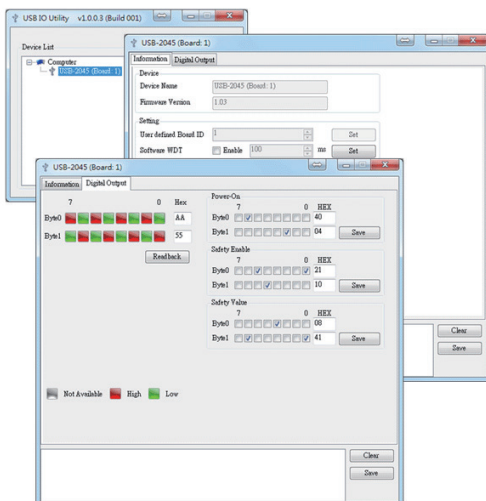 USB IO Utility v1.0.0.3 (Build 001)
Device List
Computer
USB-2045 (Board: 1)
USB-2045 (Board: 1)
Information Digital Output
Device
Device Name USB-2045 (Board: 1)
Firmware Version 1.03
Setting
User defined Board ID 1 Set
Software WDT Enable 100 ms Set
Clear
Save
USB-2045 (Board: 1)
Information Digital Output
7 0 Hex
Byte0 AA
Byte1 55
Readback
Power-On
7 0 HEX
Byte0 40
Byte1 04 Save
Safety Enable
7 0 HEX
Byte0 21
Byte1 10 Save
Safety Value
7 0 HEX
Byte0 08
Byte1 41 Save
Not Available High Low
Clear
Save